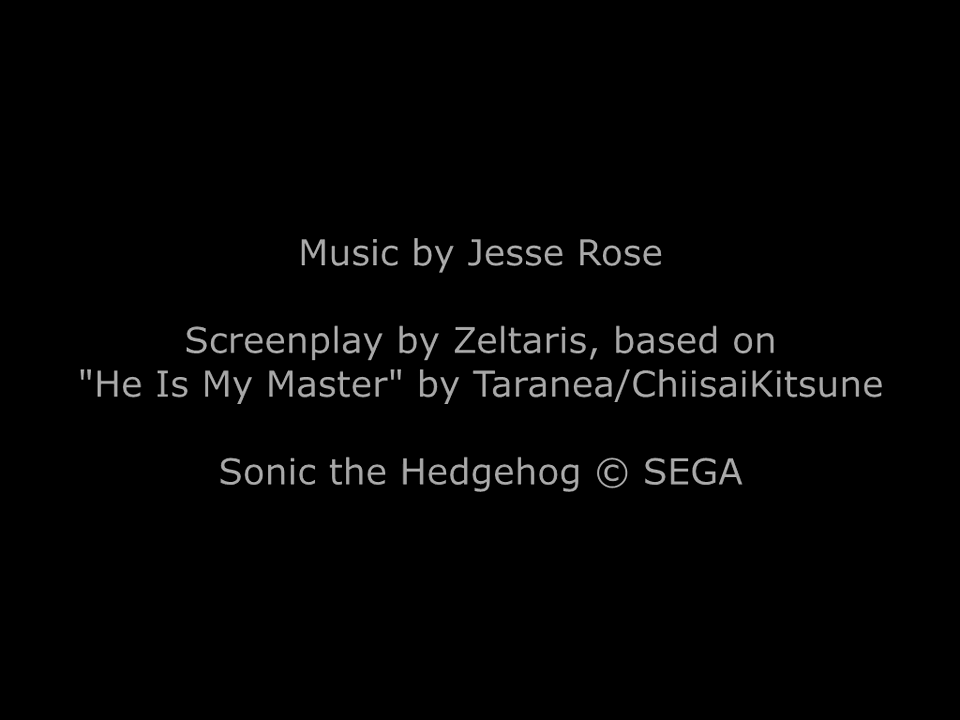 Music by Jesse Rose
Screenplay by Zeltaris, based on
"He Is My Master" by Taranea/ChiisaiKitsune
Sonic the Hedgehog © SEGA